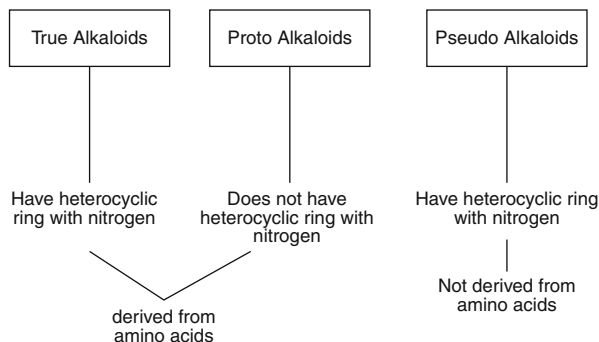 True Alkaloids
Proto Alkaloids
Pseudo Alkaloids
Have heterocyclic
ring with nitrogen
Does not have
heterocyclic ring with
nitrogen
Have heterocyclic ring
with nitrogen
derived from
amino acids
Not derived from
amino acids